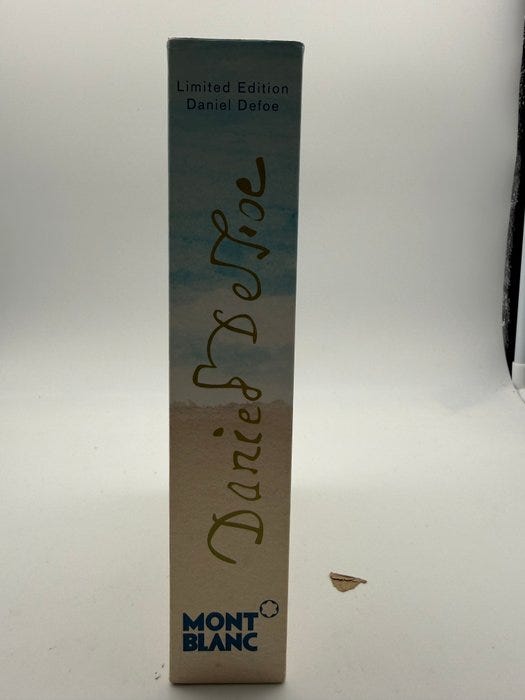 Limited Edition
Daniel Defoe
Daniel DeFoe
MONT
BLANC